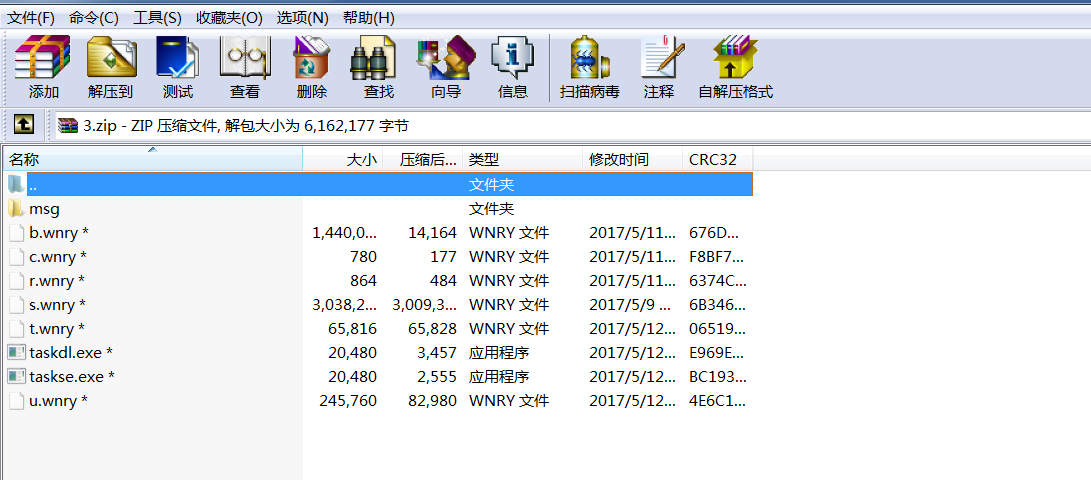 文件(F) 命令(C) 工具(S) 收藏夹(O) 选项(N) 帮助(H)
添加 解压到 测试 查看 删除 查找 向导 信息 扫描病毒 注释 自解压格式
3.zip - ZIP 压缩文件, 解包大小为 6,162,177 字节
名称 大小 压缩后... 类型 修改时间 CRC32
.. 文件夹
msg 文件夹
b.wnry * 1,440,0... 14,164 WNRY 文件 2017/5/11... 676D...
c.wnry * 780 177 WNRY 文件 2017/5/11... F8BF7...
r.wnry * 864 484 WNRY 文件 2017/5/11... 6374C...
s.wnry * 3,038,2... 3,009,3... WNRY 文件 2017/5/9 ... 6B346...
t.wnry * 65,816 65,828 WNRY 文件 2017/5/12... 06519...
taskdl.exe * 20,480 3,457 应用程序 2017/5/12... E969E...
taskse.exe * 20,480 2,555 应用程序 2017/5/12... BC193...
u.wnry * 245,760 82,980 WNRY 文件 2017/5/12... 4E6C1...